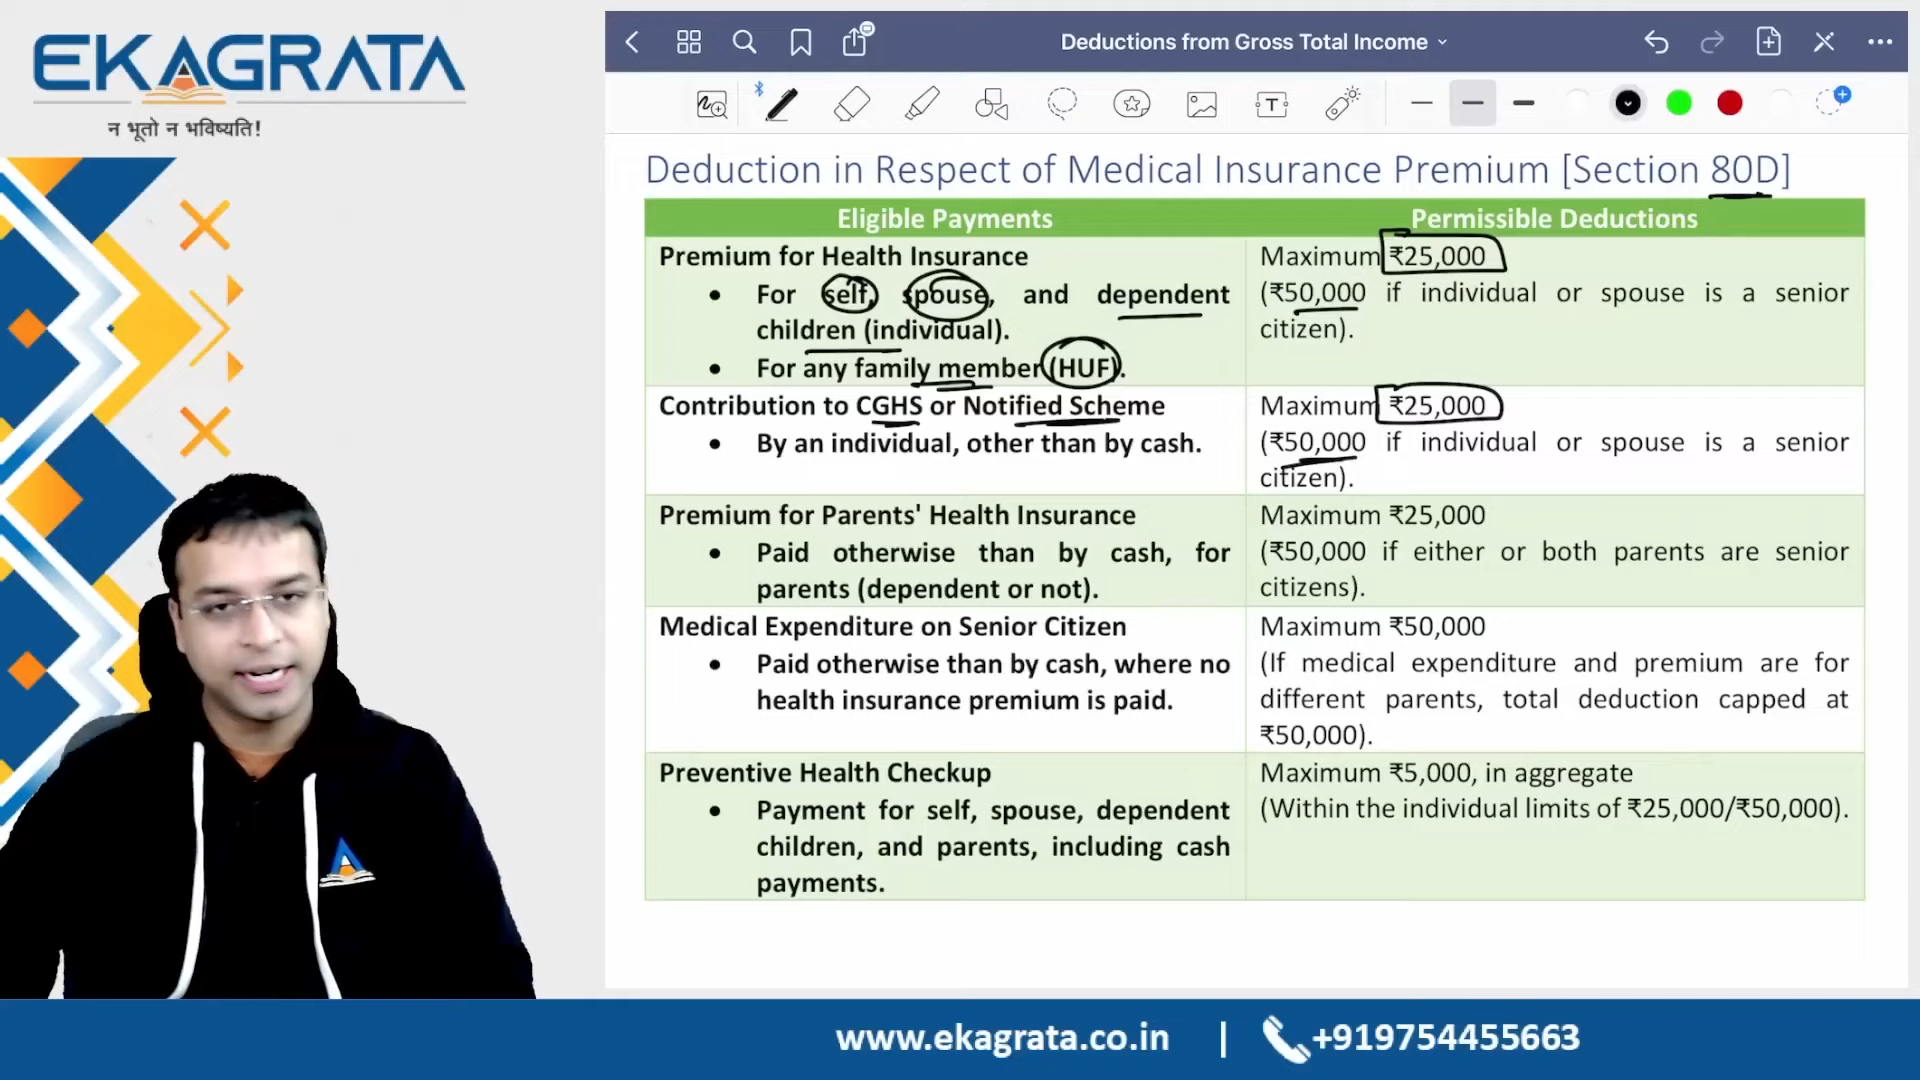 EKAGRATA
न भूतो न भविष्यति!
Deductions from Gross Total Income
T
Deduction in Respect of Medical Insurance Premium [Section 80D]
Eligible Payments
Permissible Deductions
Premium for Health Insurance
• For self, spouse, and dependent
children (individual).
• For any family member (HUF).
Maximum ₹25,000
(₹50,000 if individual or spouse is a senior
citizen).
Contribution to CGHS or Notified Scheme
• By an individual, other than by cash.
Maximum ₹25,000
(₹50,000 if individual or spouse is a senior
citizen).
Premium for Parents' Health Insurance
• Paid otherwise than by cash, for
parents (dependent or not).
Maximum ₹25,000
(₹50,000 if either or both parents are senior
citizens).
Medical Expenditure on Senior Citizen
• Paid otherwise than by cash, where no
health insurance premium is paid.
Maximum ₹50,000
(If medical expenditure and premium are for
different parents, total deduction capped at
₹50,000).
Preventive Health Checkup
• Payment for self, spouse, dependent
children, and parents, including cash
payments.
Maximum ₹5,000, in aggregate
(Within the individual limits of ₹25,000/₹50,000).
www.ekagrata.co.in | +919754455663